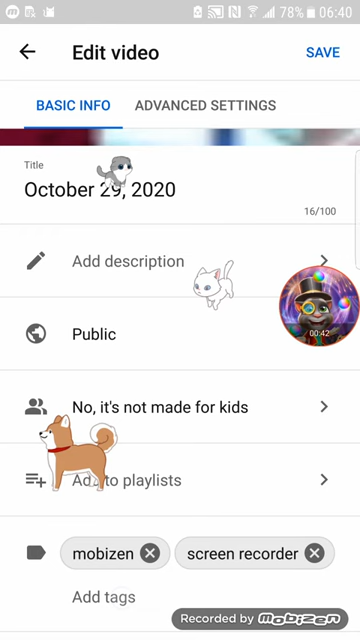 78% 06:40
Edit video
SAVE
BASIC INFO
ADVANCED SETTINGS
Title
October 29, 2020
16/100
Add description
00:42
Public
No, it's not made for kids
Add to playlists
mobizen
screen recorder
Add tags
Recorded by mobizen